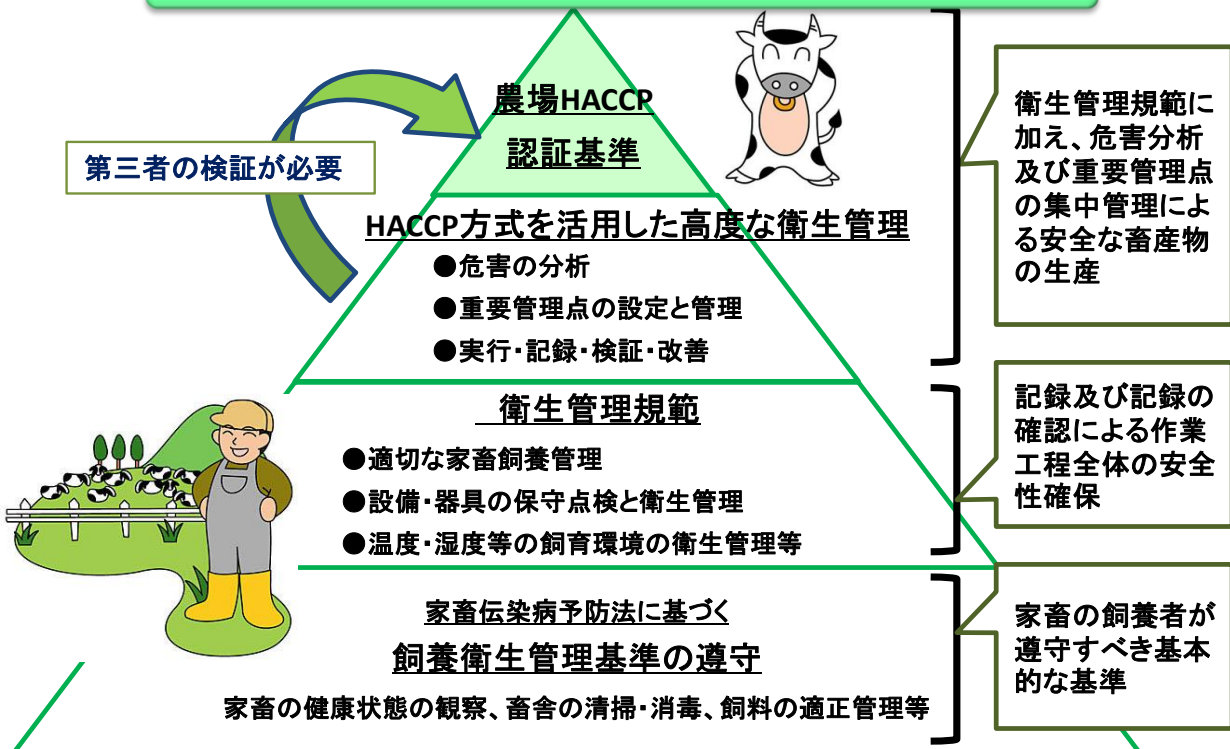 農場HACCP
認証基準
第三者の検証が必要
HACCP方式を活用した高度な衛生管理
●危害の分析
●重要管理点の設定と管理
●実行・記録・検証・改善
衛生管理規範に
加え、危害分析
及び重要管理点
の集中管理によ
る安全な畜産物
の生産
衛生管理規範
●適切な家畜飼養管理
●設備・器具の保守点検と衛生管理
●温度・湿度等の飼育環境の衛生管理等
記録及び記録の
確認による作業
工程全体の安全
性確保
家畜伝染病予防法に基づく
飼養衛生管理基準の遵守
家畜の健康状態の観察、畜舎の清掃・消毒、飼料の適正管理等
家畜の飼養者が
遵守すべき基本
的な基準